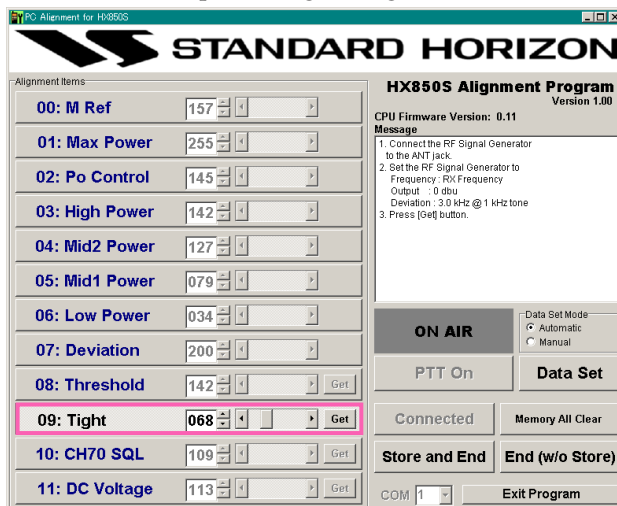 PC Alignment for HX850S
STANDARD HORIZON
Alignment Items
00: M Ref
157
01: Max Power
255
02: Po Control
145
03: High Power
142
04: Mid2 Power
127
05: Mid1 Power
079
06: Low Power
034
07: Deviation
200
08: Threshold
142
Get
09: Tight
068
Get
10: CH70 SQL
109
Get
11: DC Voltage
113
Get
HX850S Alignment Program
Version 1.00
CPU Firmware Version: 0.11
Message
1. Connect the RF Signal Generator
to the ANT jack.
2. Set the RF Signal Generator to
Frequency : RX Frequency
Output : 0 dbu
Deviation : 3.0 kHz @ 1 kHz tone
3. Press [Get] button.
ON AIR
Data Set Mode
Automatic
Manual
PTT On
Data Set
Connected
Memory All Clear
Store and End
End (w/o Store)
COM 1
Exit Program